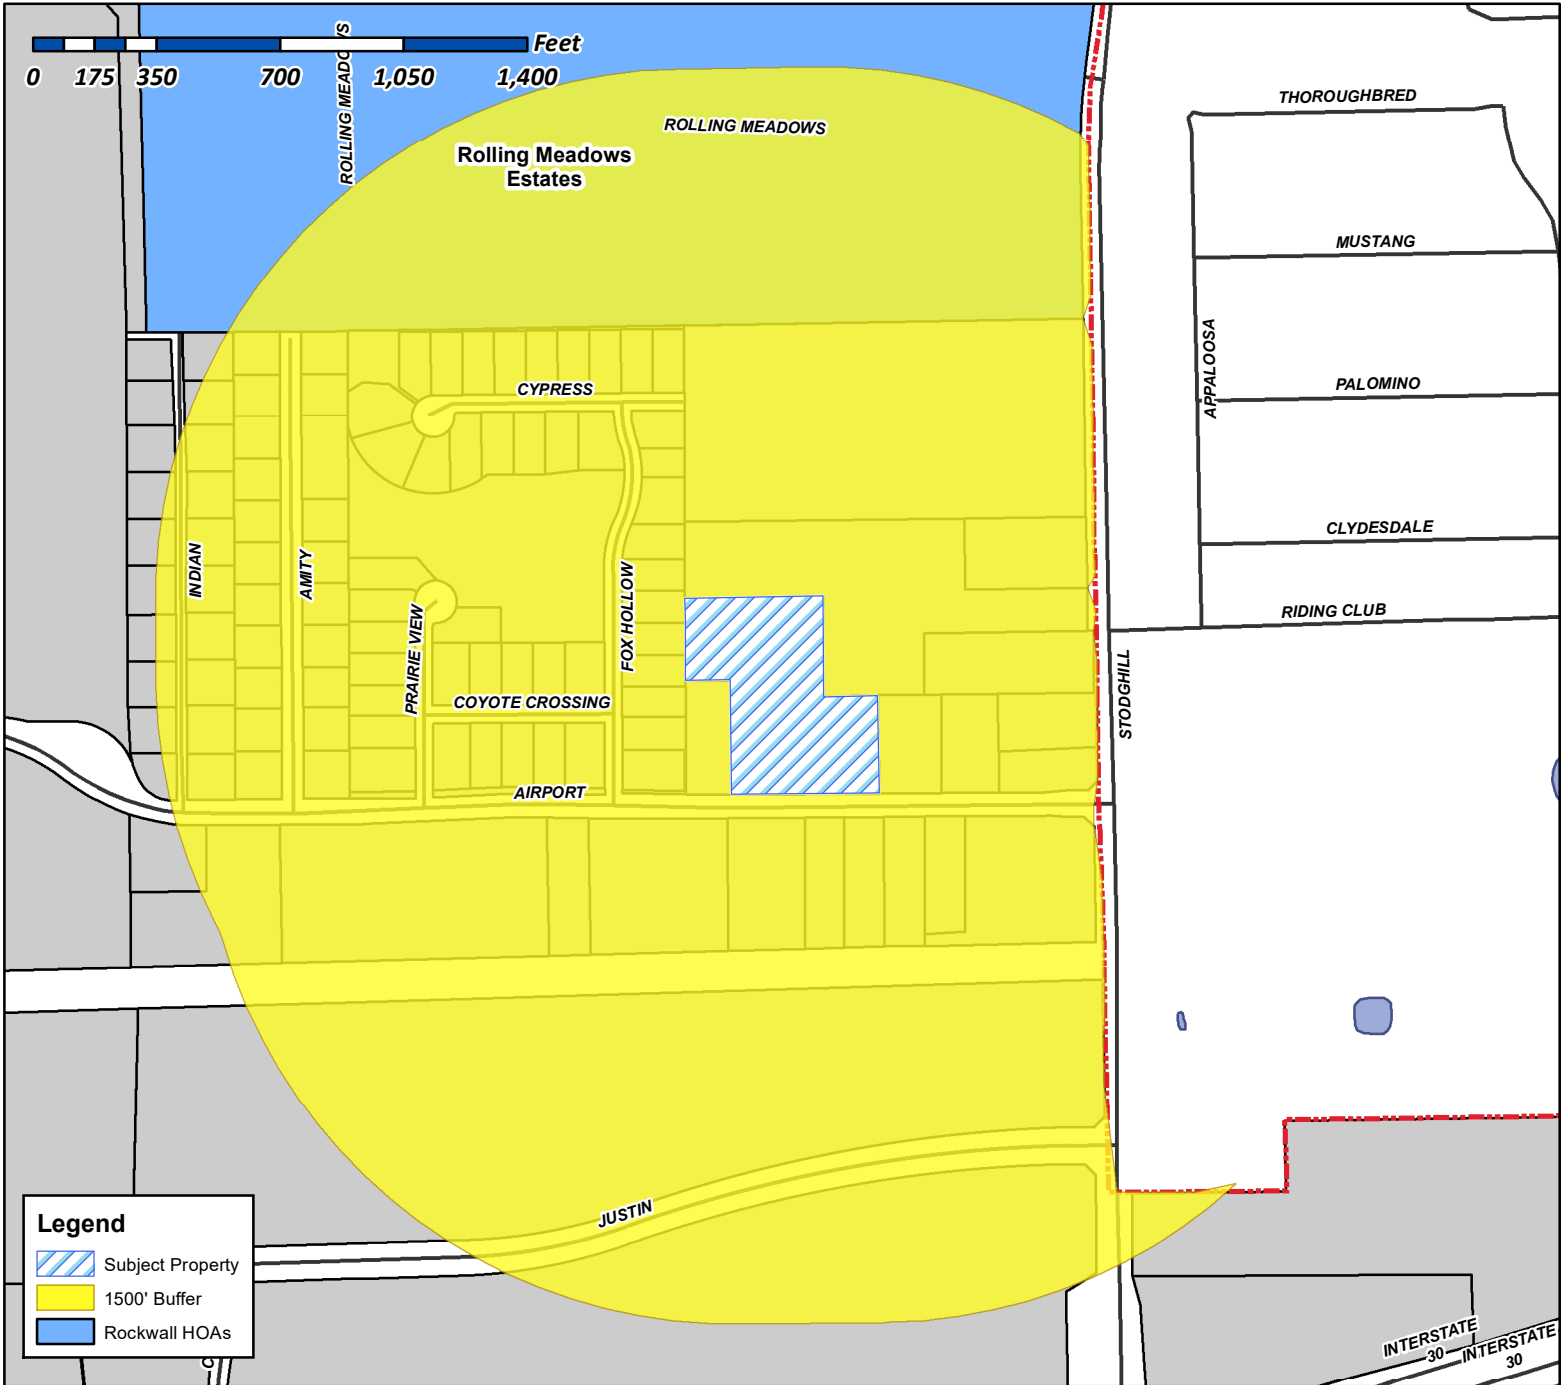 Feet
0 175 350 700 1,050 1,400
ROLLING MEADOWS
ROLLING MEADOWS
Rolling Meadows
Estates
THOROUGHBRED
MUSTANG
APPALOOSA
PALOMINO
CLYDESDALE
RIDING CLUB
CYPRESS
INDIAN
AMITY
FOX HOLLOW
PRAIRIE VIEW
COYOTE CROSSING
STODGHILL
AIRPORT
JUSTIN
Legend
Subject Property
1500' Buffer
Rockwall HOAs
INTERSTATE
30
INTERSTATE
30